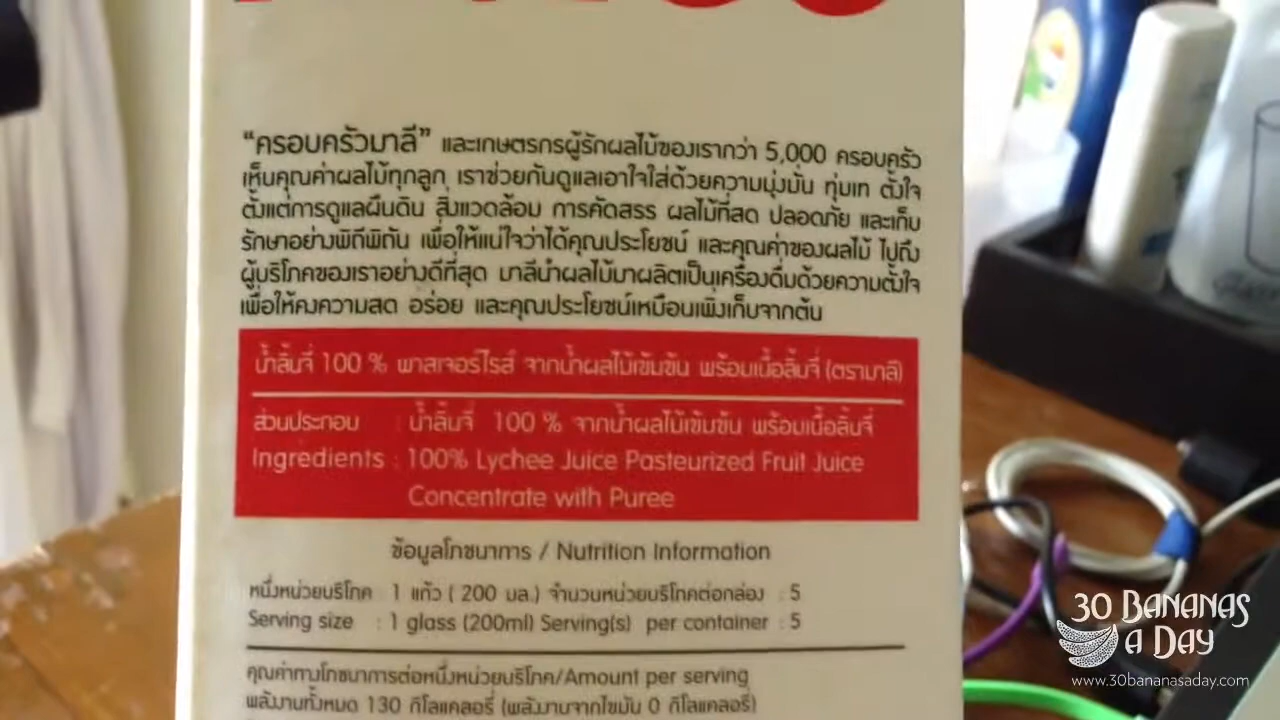 “ครอบครัวมาลี” และเกษตรกรผู้รักผลไม้ของเรากว่า 5,000 ครอบครัว
เห็นคุณค่าผลไม้ทุกลูก เราช่วยกันดูแลเอาใจใส่ด้วยความมุ่งมั่น ทุ่มเท ตั้งใจ
ตั้งแต่การดูแลผืนดิน สิ่งแวดล้อม การคัดสรร ผลไม้ที่สด ปลอดภัย และเก็บ
รักษาอย่างพิถีพิถัน เพื่อให้แน่ใจว่าได้คุณประโยชน์ และคุณค่าของผลไม้ ไปถึง
ผู้บริโภคของเราอย่างดีที่สุด มาลีนำผลไม้มาผลิตเป็นเครื่องดื่มด้วยความตั้งใจ
เพื่อให้คงความสด อร่อย และคุณประโยชน์เหมือนเพิ่งเก็บจากต้น
น้ำลิ้นจี่ 100 % พาสเจอร์ไรส์ จากน้ำผลไม้เข้มข้น พร้อมเนื้อลิ้นจี่ (ตรามาลี)
ส่วนประกอบ : น้ำลิ้นจี่ 100 % จากน้ำผลไม้เข้มข้น พร้อมเนื้อลิ้นจี่
Ingredients : 100% Lychee Juice Pasteurized Fruit Juice
Concentrate with Puree
ข้อมูลโภชนาการ / Nutrition Information
หนึ่งหน่วยบริโภค : 1 แก้ว ( 200 มล.) จำนวนหน่วยบริโภคต่อกล่อง : 5
Serving size : 1 glass (200ml) Serving(s) per container : 5
คุณค่าทางโภชนาการต่อหนึ่งหน่วยบริโภค/Amount per serving
พลังงานทั้งหมด 130 กิโลแคลอรี่ (พลังงานจากไขมัน 0 กิโลแคลอรี่)
30 BANANAS
A DAY
www.30bananasaday.com